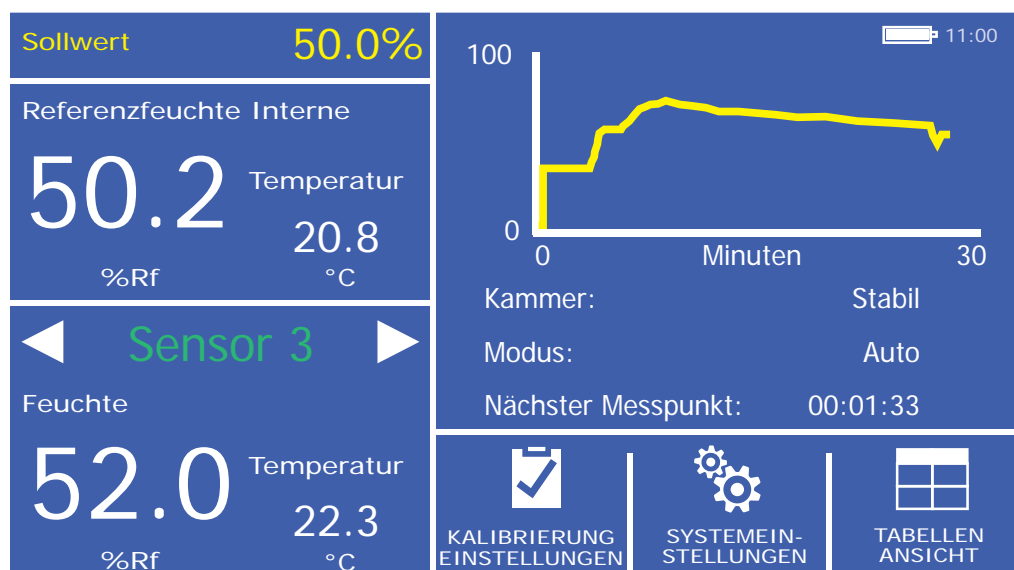 Sollwert 50.0%
Referenzfeuchte Interne
50.2
Temperatur
20.8
%Rf
°C
Sensor 3
Feuchte
52.0
Temperatur
22.3
%Rf
°C
11:00
100
0
0 Minuten 30
Kammer: Stabil
Modus: Auto
Nächster Messpunkt: 00:01:33
KALIBRIERUNG
EINSTELLUNGEN
SYSTEMEIN-
STELLUNGEN
TABELLEN
ANSICHT